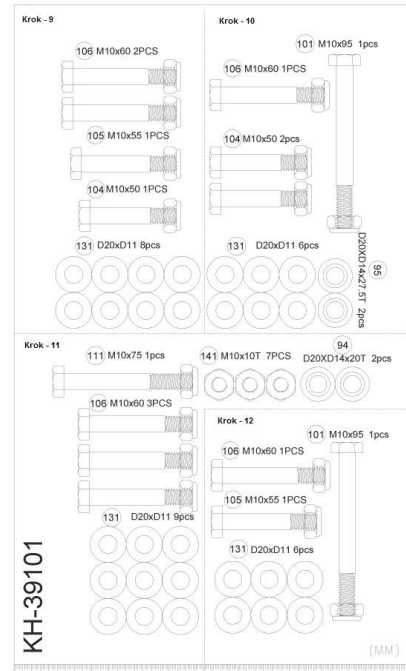 Krok - 9
106 M10x60 2PCS
105 M10x55 1PCS
104 M10x50 1PCS
131 D20xD11 8pcs
Krok - 10
101 M10x95 1pcs
106 M10x60 1PCS
104 M10x50 2pcs
131 D20xD11 6pcs
95
D20XD14x27.5T 2pcs
Krok - 11
111 M10x75 1pcs
141 M10x10T 7PCS
94
D20XD14x20T 2pcs
106 M10x60 3PCS
131 D20xD11 9pcs
Krok - 12
101 M10x95 1pcs
106 M10x60 1PCS
105 M10x55 1PCS
131 D20xD11 6pcs
KH-39101
(MM)